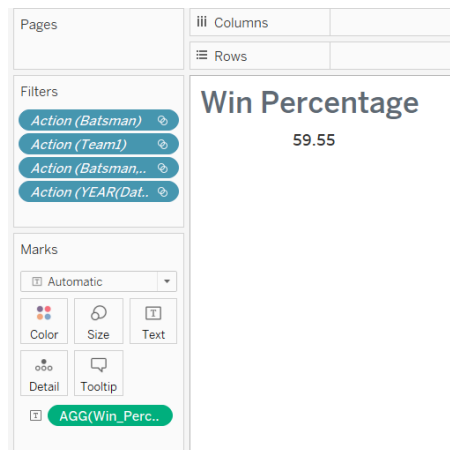 Pages
iii Columns
Rows
Filters
Action (Batsman)
Action (Team1)
Action (Batsman,..
Action (YEAR(Dat..
Win Percentage
59.55
Marks
T Automatic
Color Size Text
Detail Tooltip
T AGG(Win_Perc..